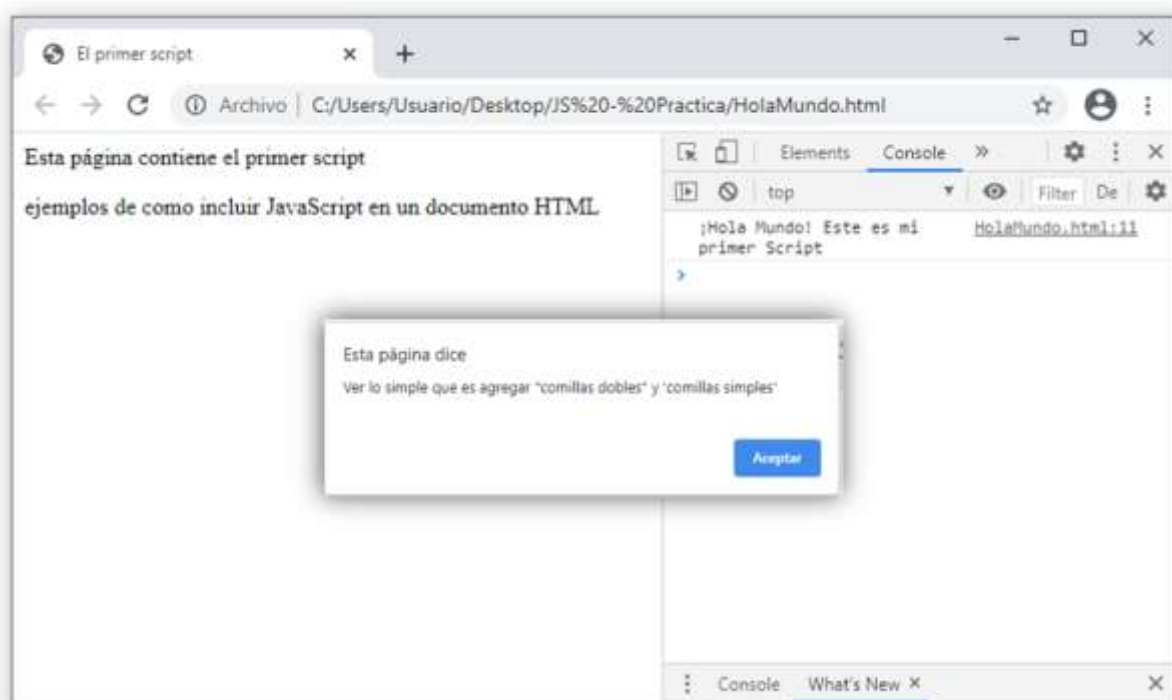 El primer script
Archivo | C:/Users/Usuario/Desktop/JS%20-%20Practica/HolaMundo.html
Esta página contiene el primer script
ejemplos de como incluir JavaScript en un documento HTML
Elements Console »
top Filter De
¡Hola Mundo! Este es mi HolaMundo.html:11
primer Script
Esta página dice
Ver lo simple que es agregar "comillas dobles" y 'comillas simples'
Aceptar
Console What's New